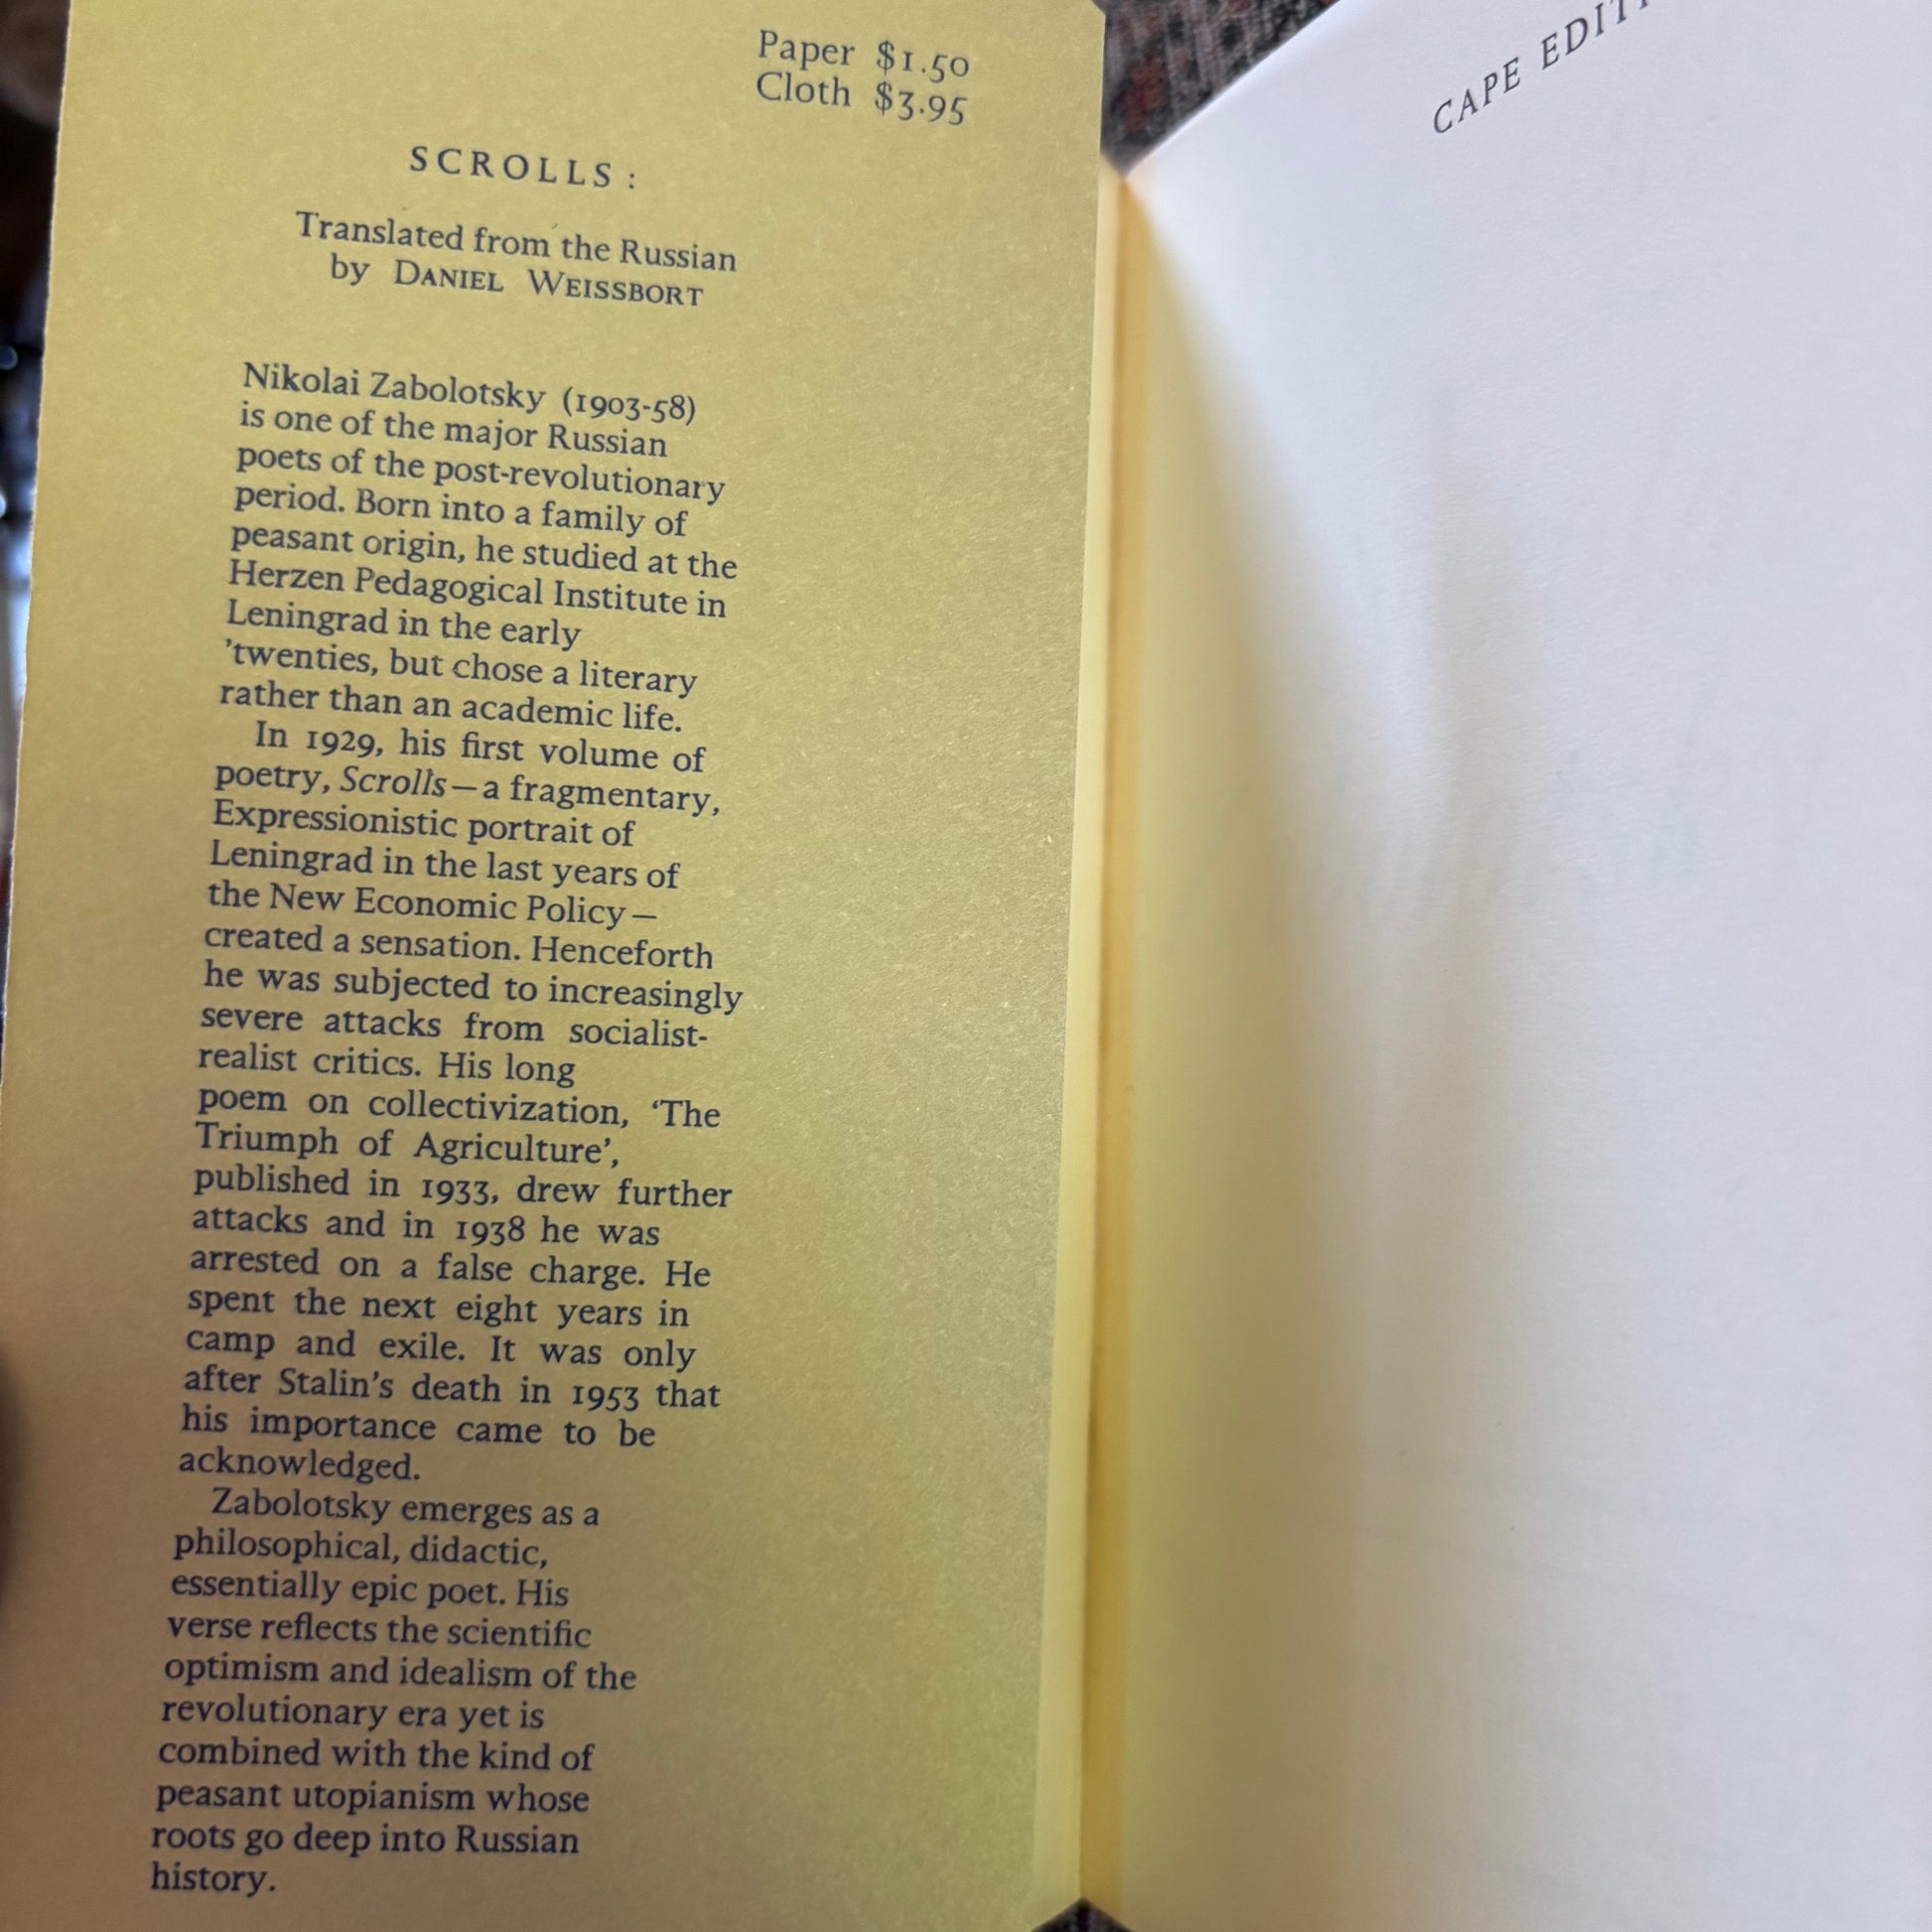 Paper $1.50
Cloth $3.95
SCROLLS:
Translated from the Russian
by DANIEL WEISSBORT
Nikolai Zabolotsky (1903-58)
is one of the major Russian
poets of the post-revolutionary
period. Born into a family of
peasant origin, he studied at the
Herzen Pedagogical Institute in
Leningrad in the early
'twenties, but chose a literary
rather than an academic life.
In 1929, his first volume of
poetry, Scrolls—a fragmentary,
Expressionistic portrait of
Leningrad in the last years of
the New Economic Policy—
created a sensation. Henceforth
he was subjected to increasingly
severe attacks from socialist-
realist critics. His long
poem on collectivization, ‘The
Triumph of Agriculture’,
published in 1933, drew further
attacks and in 1938 he was
arrested on a false charge. He
spent the next eight years in
camp and exile. It was only
after Stalin's death in 1953 that
his importance came to be
acknowledged.
Zabolotsky emerges as a
philosophical, didactic,
essentially epic poet. His
verse reflects the scientific
optimism and idealism of the
revolutionary era yet is
combined with the kind of
peasant utopianism whose
roots go deep into Russian
history.
CAPE